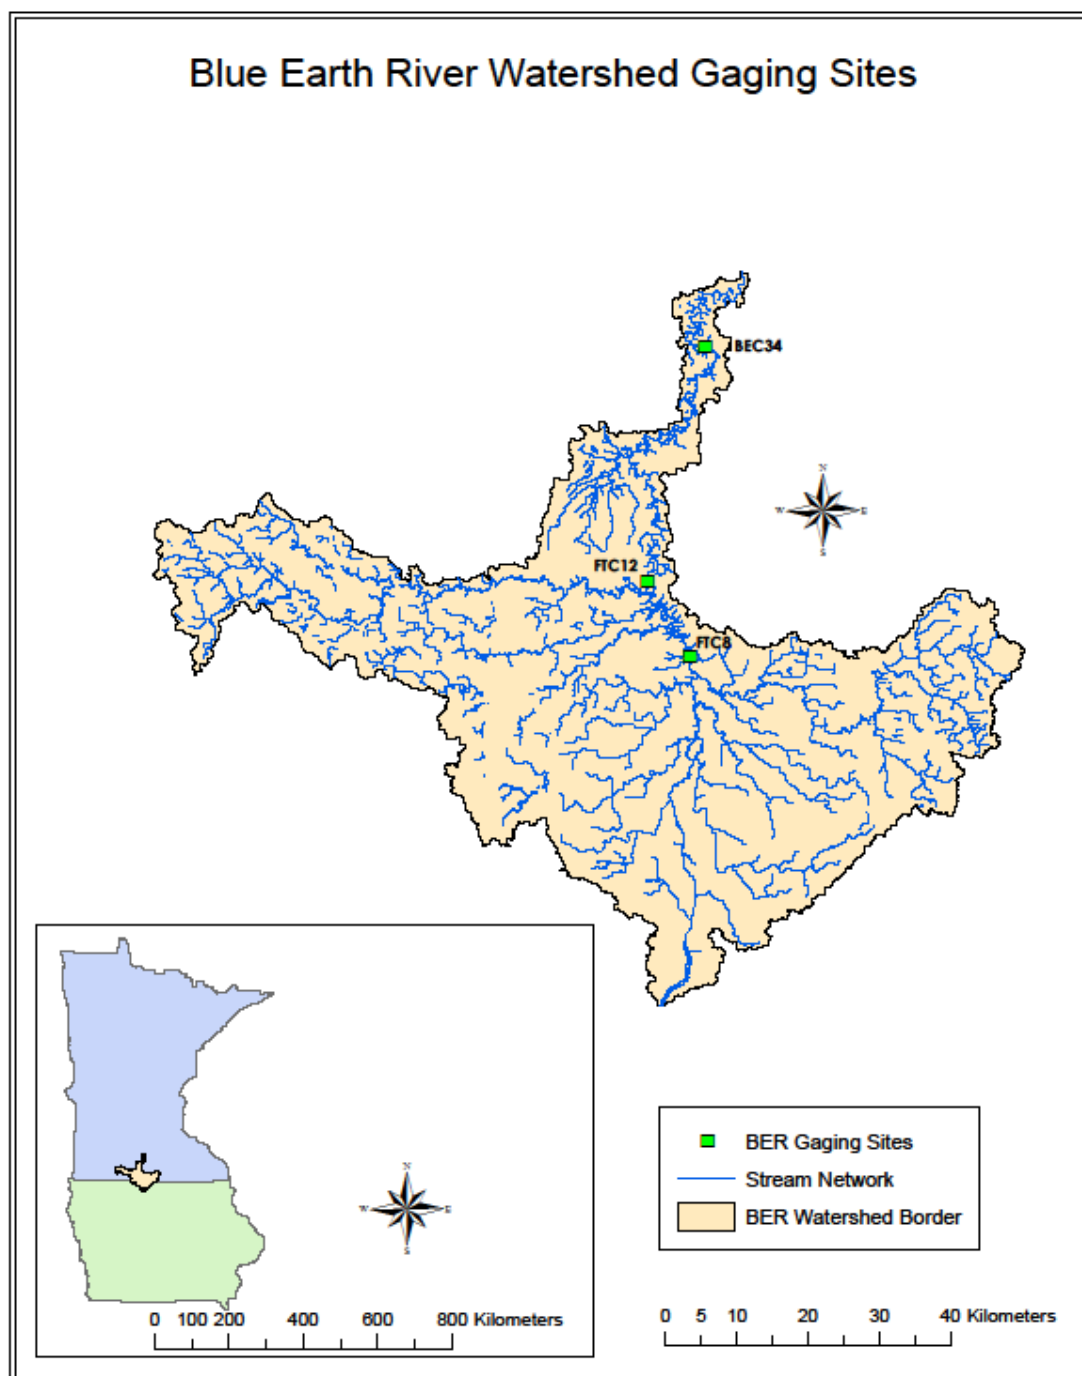 Blue Earth River Watershed Gaging Sites
BEC34
N
W E
S
FTC12
FTC8
BER Gaging Sites
Stream Network
BER Watershed Border
N
W E
S
0 100 200 400 600 800 Kilometers
0 5 10 20 30 40 Kilometers